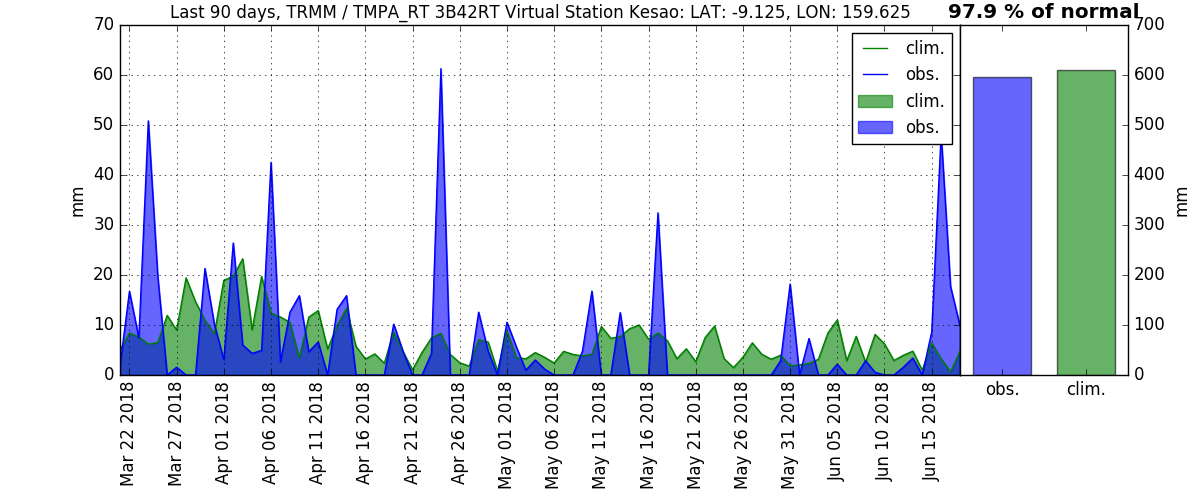 Last 90 days, TRMM / TMPA_RT 3B42RT Virtual Station Kesao: LAT: -9.125, LON: 159.625
97.9 % of normal
70
60
50
40
30
20
10
0
mm
clim.
obs.
clim.
obs.
700
600
500
400
300
200
100
0
mm
Mar 22 2018
Mar 27 2018
Apr 01 2018
Apr 06 2018
Apr 11 2018
Apr 16 2018
Apr 21 2018
Apr 26 2018
May 01 2018
May 06 2018
May 11 2018
May 16 2018
May 21 2018
May 26 2018
May 31 2018
Jun 05 2018
Jun 10 2018
Jun 15 2018
obs.
clim.